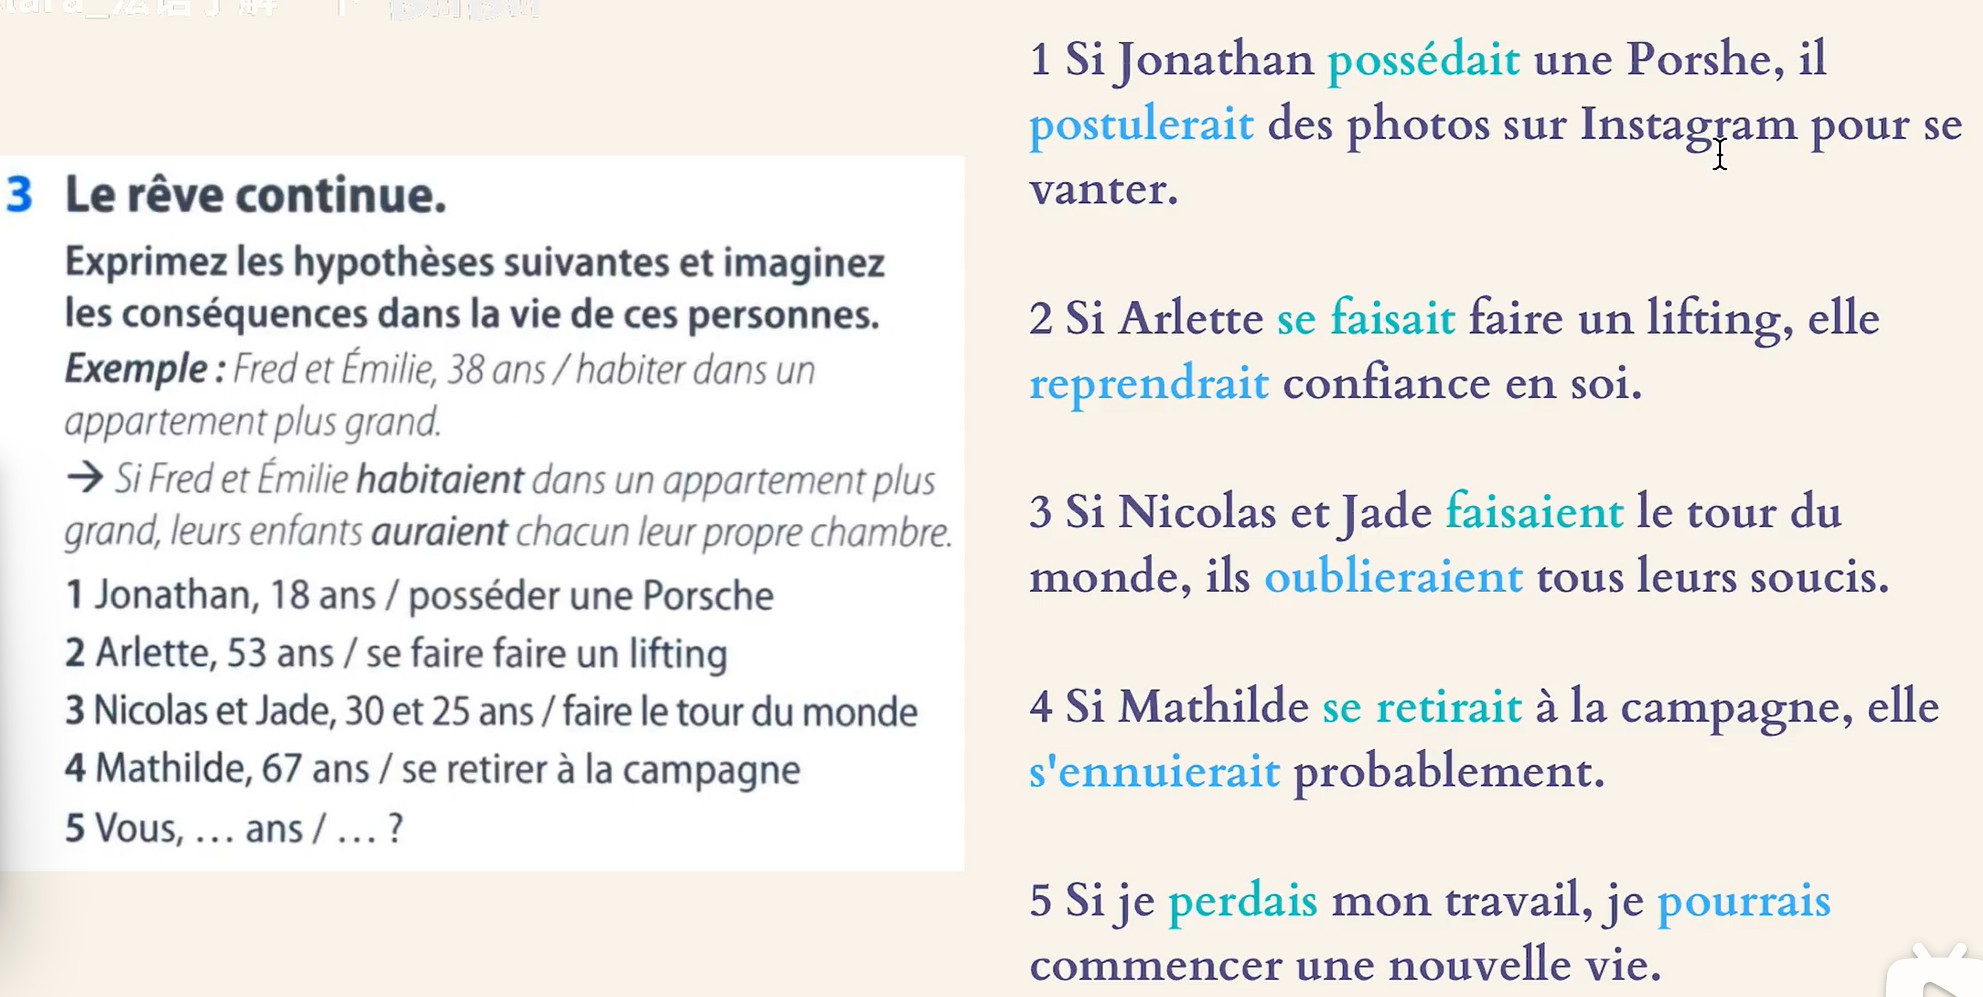 法语了解一下
3 Le rêve continue.
Exprimez les hypothèses suivantes et imaginez
les conséquences dans la vie de ces personnes.
Exemple : Fred et Émilie, 38 ans / habiter dans un
appartement plus grand.
→ Si Fred et Émilie habitaient dans un appartement plus
grand, leurs enfants auraient chacun leur propre chambre.
1 Jonathan, 18 ans / posséder une Porsche
2 Arlette, 53 ans / se faire faire un lifting
3 Nicolas et Jade, 30 et 25 ans / faire le tour du monde
4 Mathilde, 67 ans / se retirer à la campagne
5 Vous, … ans / … ?
1 Si Jonathan possédait une Porshe, il
postulerait des photos sur Instagram pour se
vanter.
2 Si Arlette se faisait faire un lifting, elle
reprendrait confiance en soi.
3 Si Nicolas et Jade faisaient le tour du
monde, ils oublieraient tous leurs soucis.
4 Si Mathilde se retirait à la campagne, elle
s'ennuierait probablement.
5 Si je perdais mon travail, je pourrais
commencer une nouvelle vie.